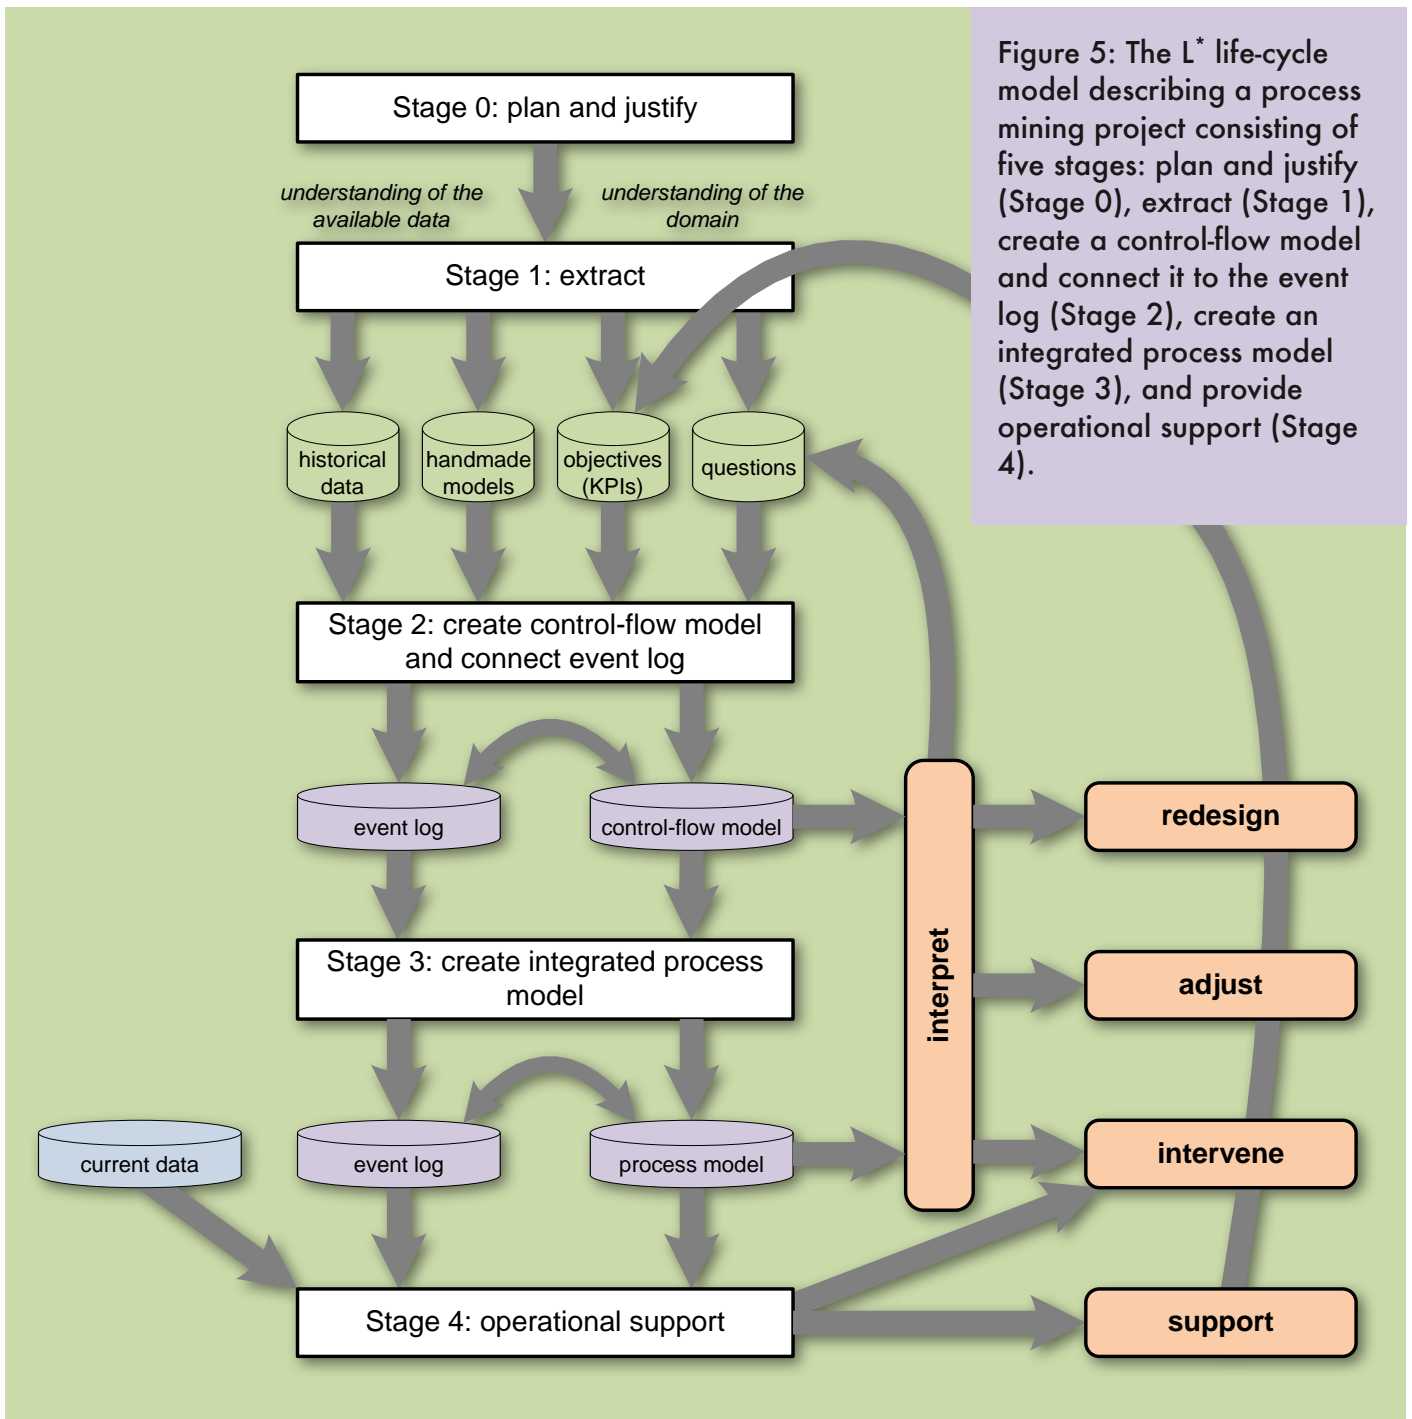 Figure 5: The L* life-cycle
model describing a process
mining project consisting of
five stages: plan and justify
(Stage 0), extract (Stage 1),
create a control-flow model
and connect it to the event
log (Stage 2), create an
integrated process model
(Stage 3), and provide
operational support (Stage
4).
Stage 0: plan and justify
understanding of the
available data
understanding of the
domain
Stage 1: extract
historical
data
handmade
models
objectives
(KPIs)
questions
Stage 2: create control-flow model
and connect event log
event log
control-flow model
interpret
redesign
Stage 3: create integrated process
model
adjust
current data
event log
process model
intervene
Stage 4: operational support
support